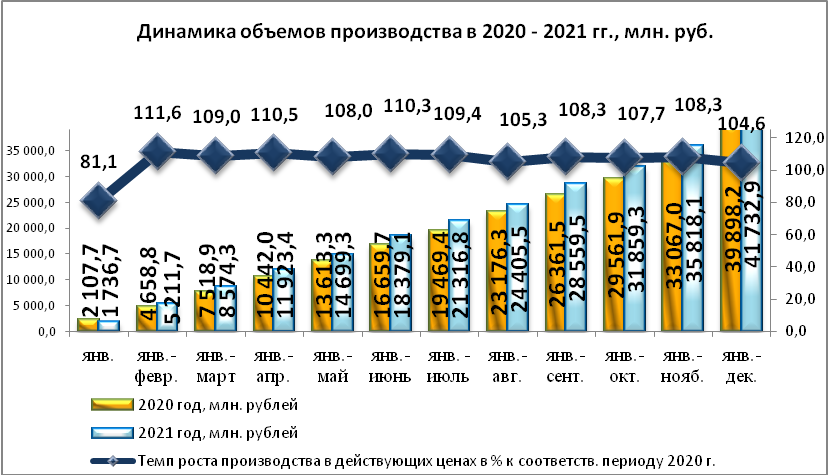 Динамика объемов производства в 2020 - 2021 гг., млн. руб.
81,1
111,6
109,0
110,5
108,0
110,3
109,4
105,3
108,3
107,7
108,3
104,6
35 000,0
30 000,0
25 000,0
20 000,0
15 000,0
10 000,0
5 000,0
0,0
2 107,7
1 736,7
4 658,8
5 211,7
7 518,9
8 574,3
10 442,0
11 923,4
13 613,3
14 699,3
16 659,7
18 379,1
19 469,4
21 316,8
23 176,3
24 405,5
26 361,5
28 559,5
29 561,9
31 859,3
33 067,0
35 818,1
39 898,2
41 732,9
120,0
100,0
80,0
60,0
40,0
20,0
0,0
янв.
янв.-
февр.
янв.-
март
янв.-
апр.
янв.-
май
янв.-
июнь
янв.-
июль
янв.-
авг.
янв.-
сент.
янв.-
окт.
янв.-
нояб.
янв.-
дек.
2020 год, млн. рублей
2021 год, млн. рублей
Темп роста производства в действующих ценах в % к соответств. периоду 2020 г.